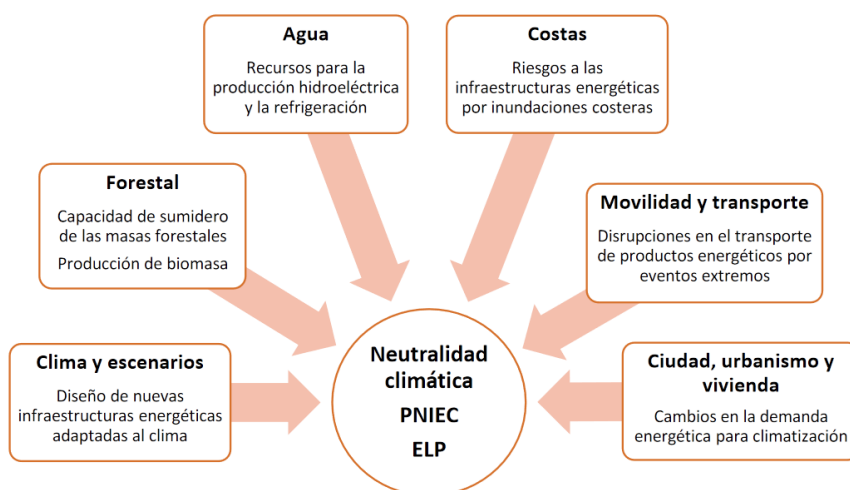 Agua
Recursos para la
producción hidroeléctrica
y la refrigeración
Costas
Riesgos a las
infraestructuras energéticas
por inundaciones costeras
Forestal
Capacidad de sumidero
de las masas forestales
Producción de biomasa
Movilidad y transporte
Disrupciones en el transporte
de productos energéticos por
eventos extremos
Clima y escenarios
Diseño de nuevas
infraestructuras energéticas
adaptadas al clima
Neutralidad
climática
PNIEC
ELP
Ciudad, urbanismo y
vivienda
Cambios en la demanda
energética para climatización